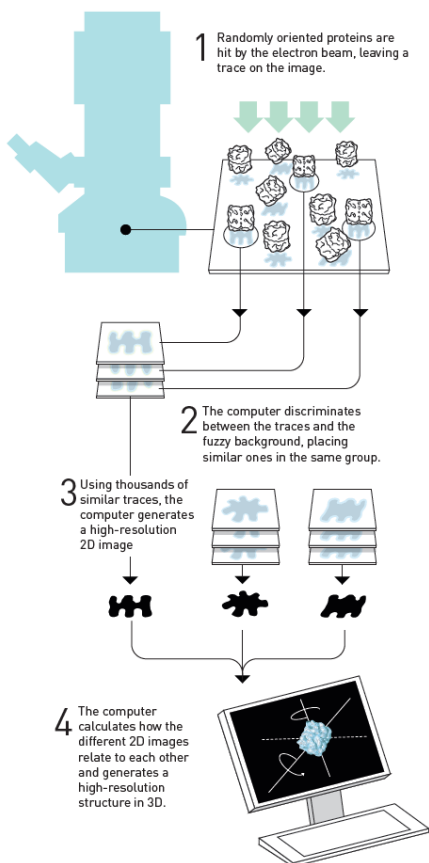 1 Randomly oriented proteins are
hit by the electron beam, leaving a
trace on the image.
2 The computer discriminates
between the traces and the
fuzzy background, placing
similar ones in the same group.
3 Using thousands of
similar traces, the
computer generates
a high-resolution
2D image
4 The computer
calculates how the
different 2D images
relate to each other
and generates a
high-resolution
structure in 3D.